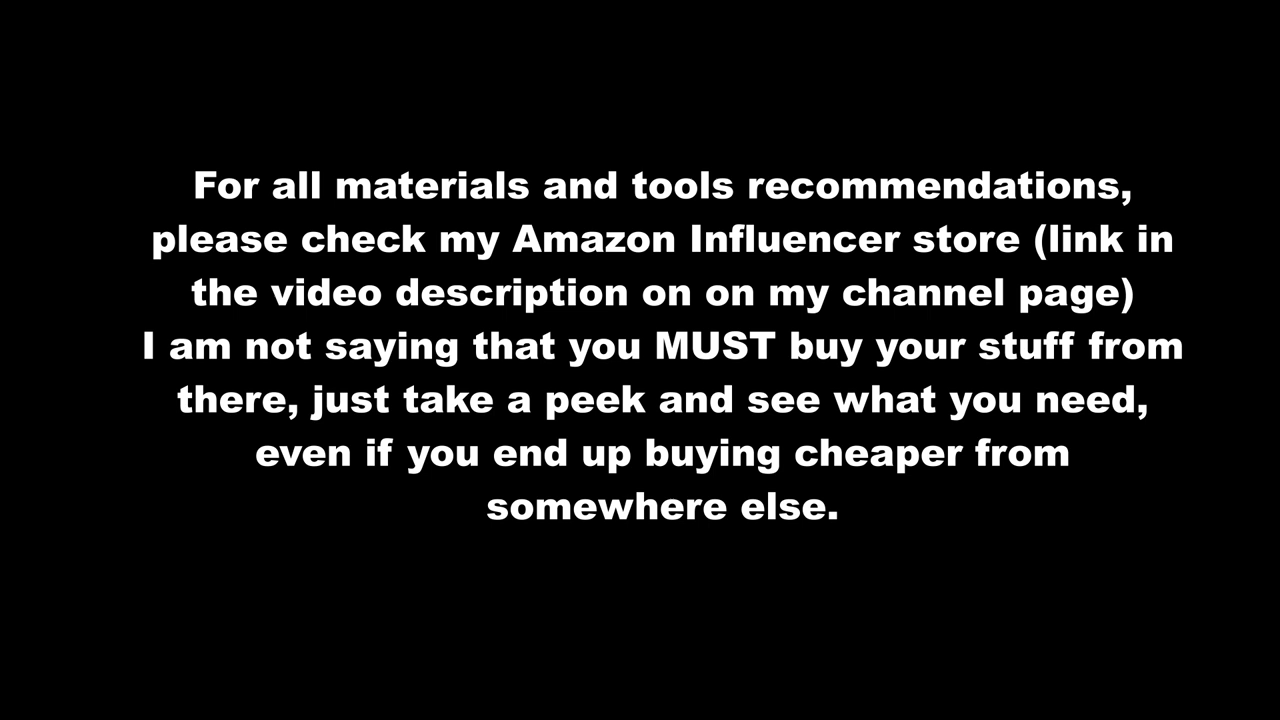 For all materials and tools recommendations,
please check my Amazon Influencer store (link in
the video description on on my channel page)
I am not saying that you MUST buy your stuff from
there, just take a peek and see what you need,
even if you end up buying cheaper from
somewhere else.